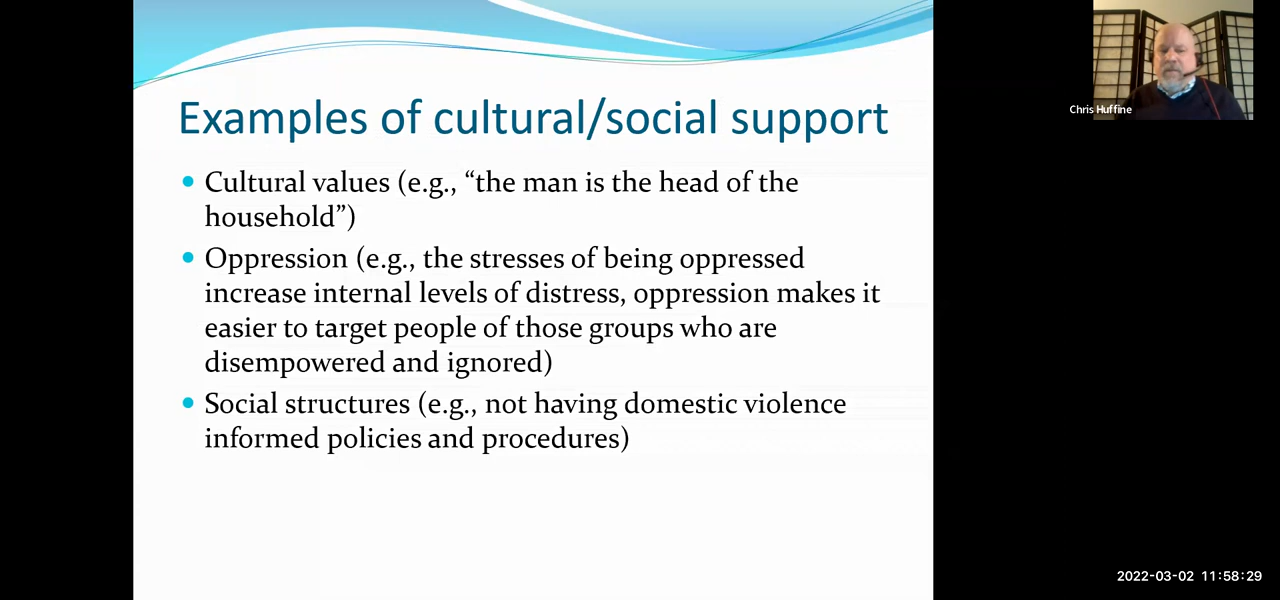 Examples of cultural/social support
Chris Huffine
• Cultural values (e.g., “the man is the head of the
household”)
• Oppression (e.g., the stresses of being oppressed
increase internal levels of distress, oppression makes it
easier to target people of those groups who are
disempowered and ignored)
• Social structures (e.g., not having domestic violence
informed policies and procedures)
2022-03-02 11:58:29